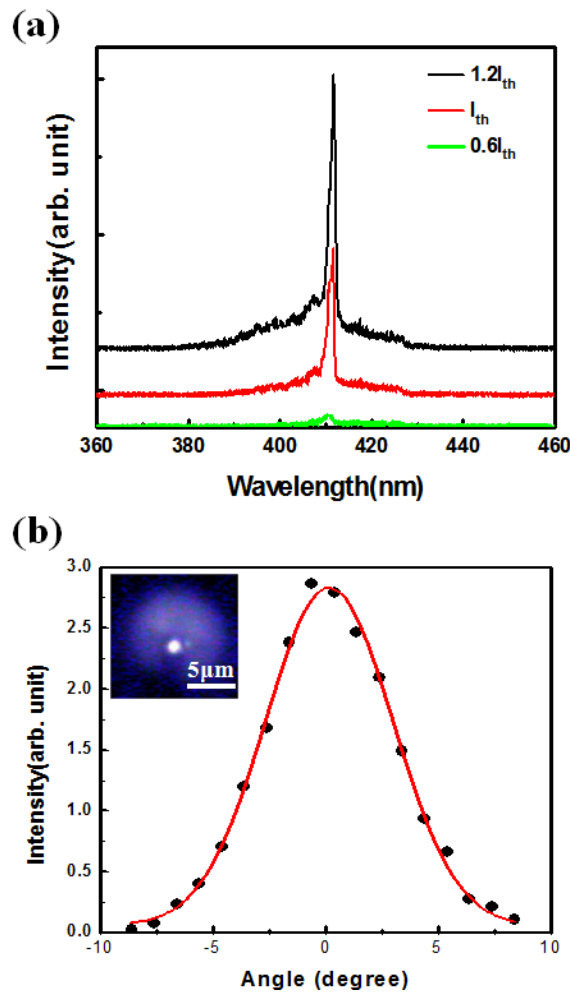 (a)
1.2I_th
I_th
0.6I_th
Intensity(arb. unit)
360 380 400 420 440 460
Wavelength(nm)
(b)
3.0
2.5
2.0
1.5
1.0
0.5
0.0
5μm
Intensity(arb. unit)
-10 -5 0 5 10
Angle (degree)